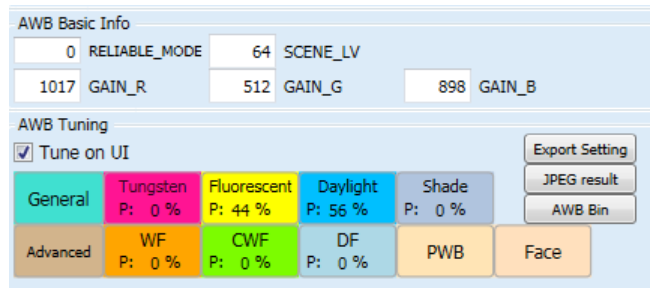 AWB Basic Info
0 RELIABLE_MODE 64 SCENE_LV
1017 GAIN_R 512 GAIN_G 898 GAIN_B
AWB Tuning
Tune on UI
Export Setting
JPEG result
AWB Bin
General
Tungsten
P: 0 %
Fluorescent
P: 44 %
Daylight
P: 56 %
Shade
P: 0 %
Advanced
WF
P: 0 %
CWF
P: 0 %
DF
P: 0 %
PWB
Face